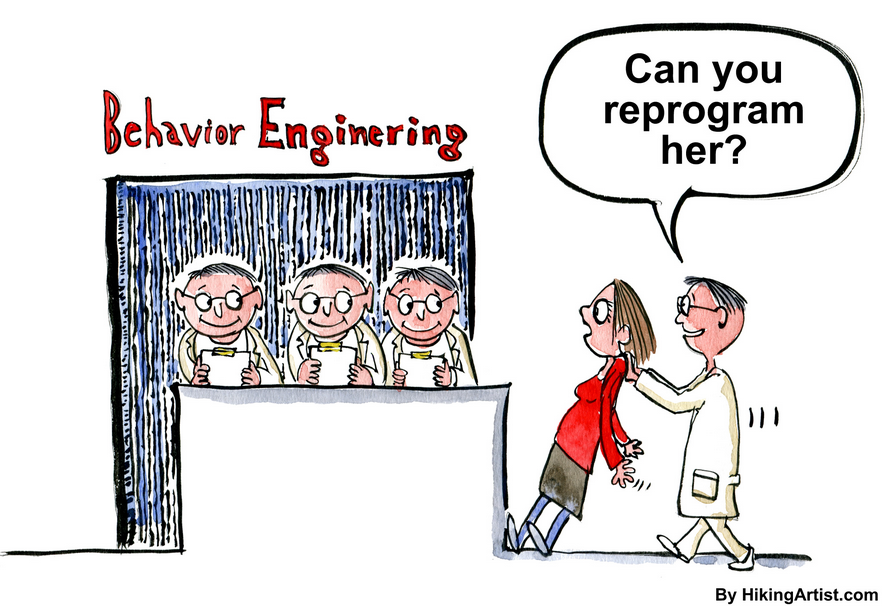 Behavior Enginering
Can you
reprogram
her?
By HikingArtist.com